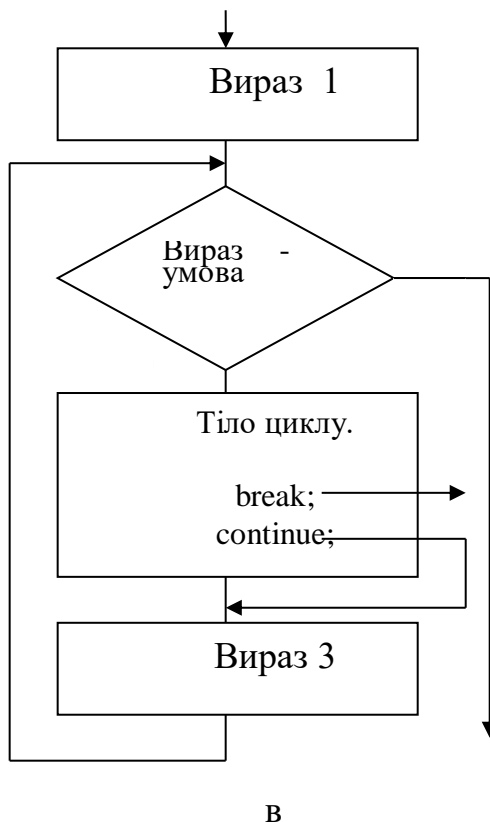 Вираз 1
Вираз -
умова
Тіло циклу.
break;
continue;
Вираз 3
в